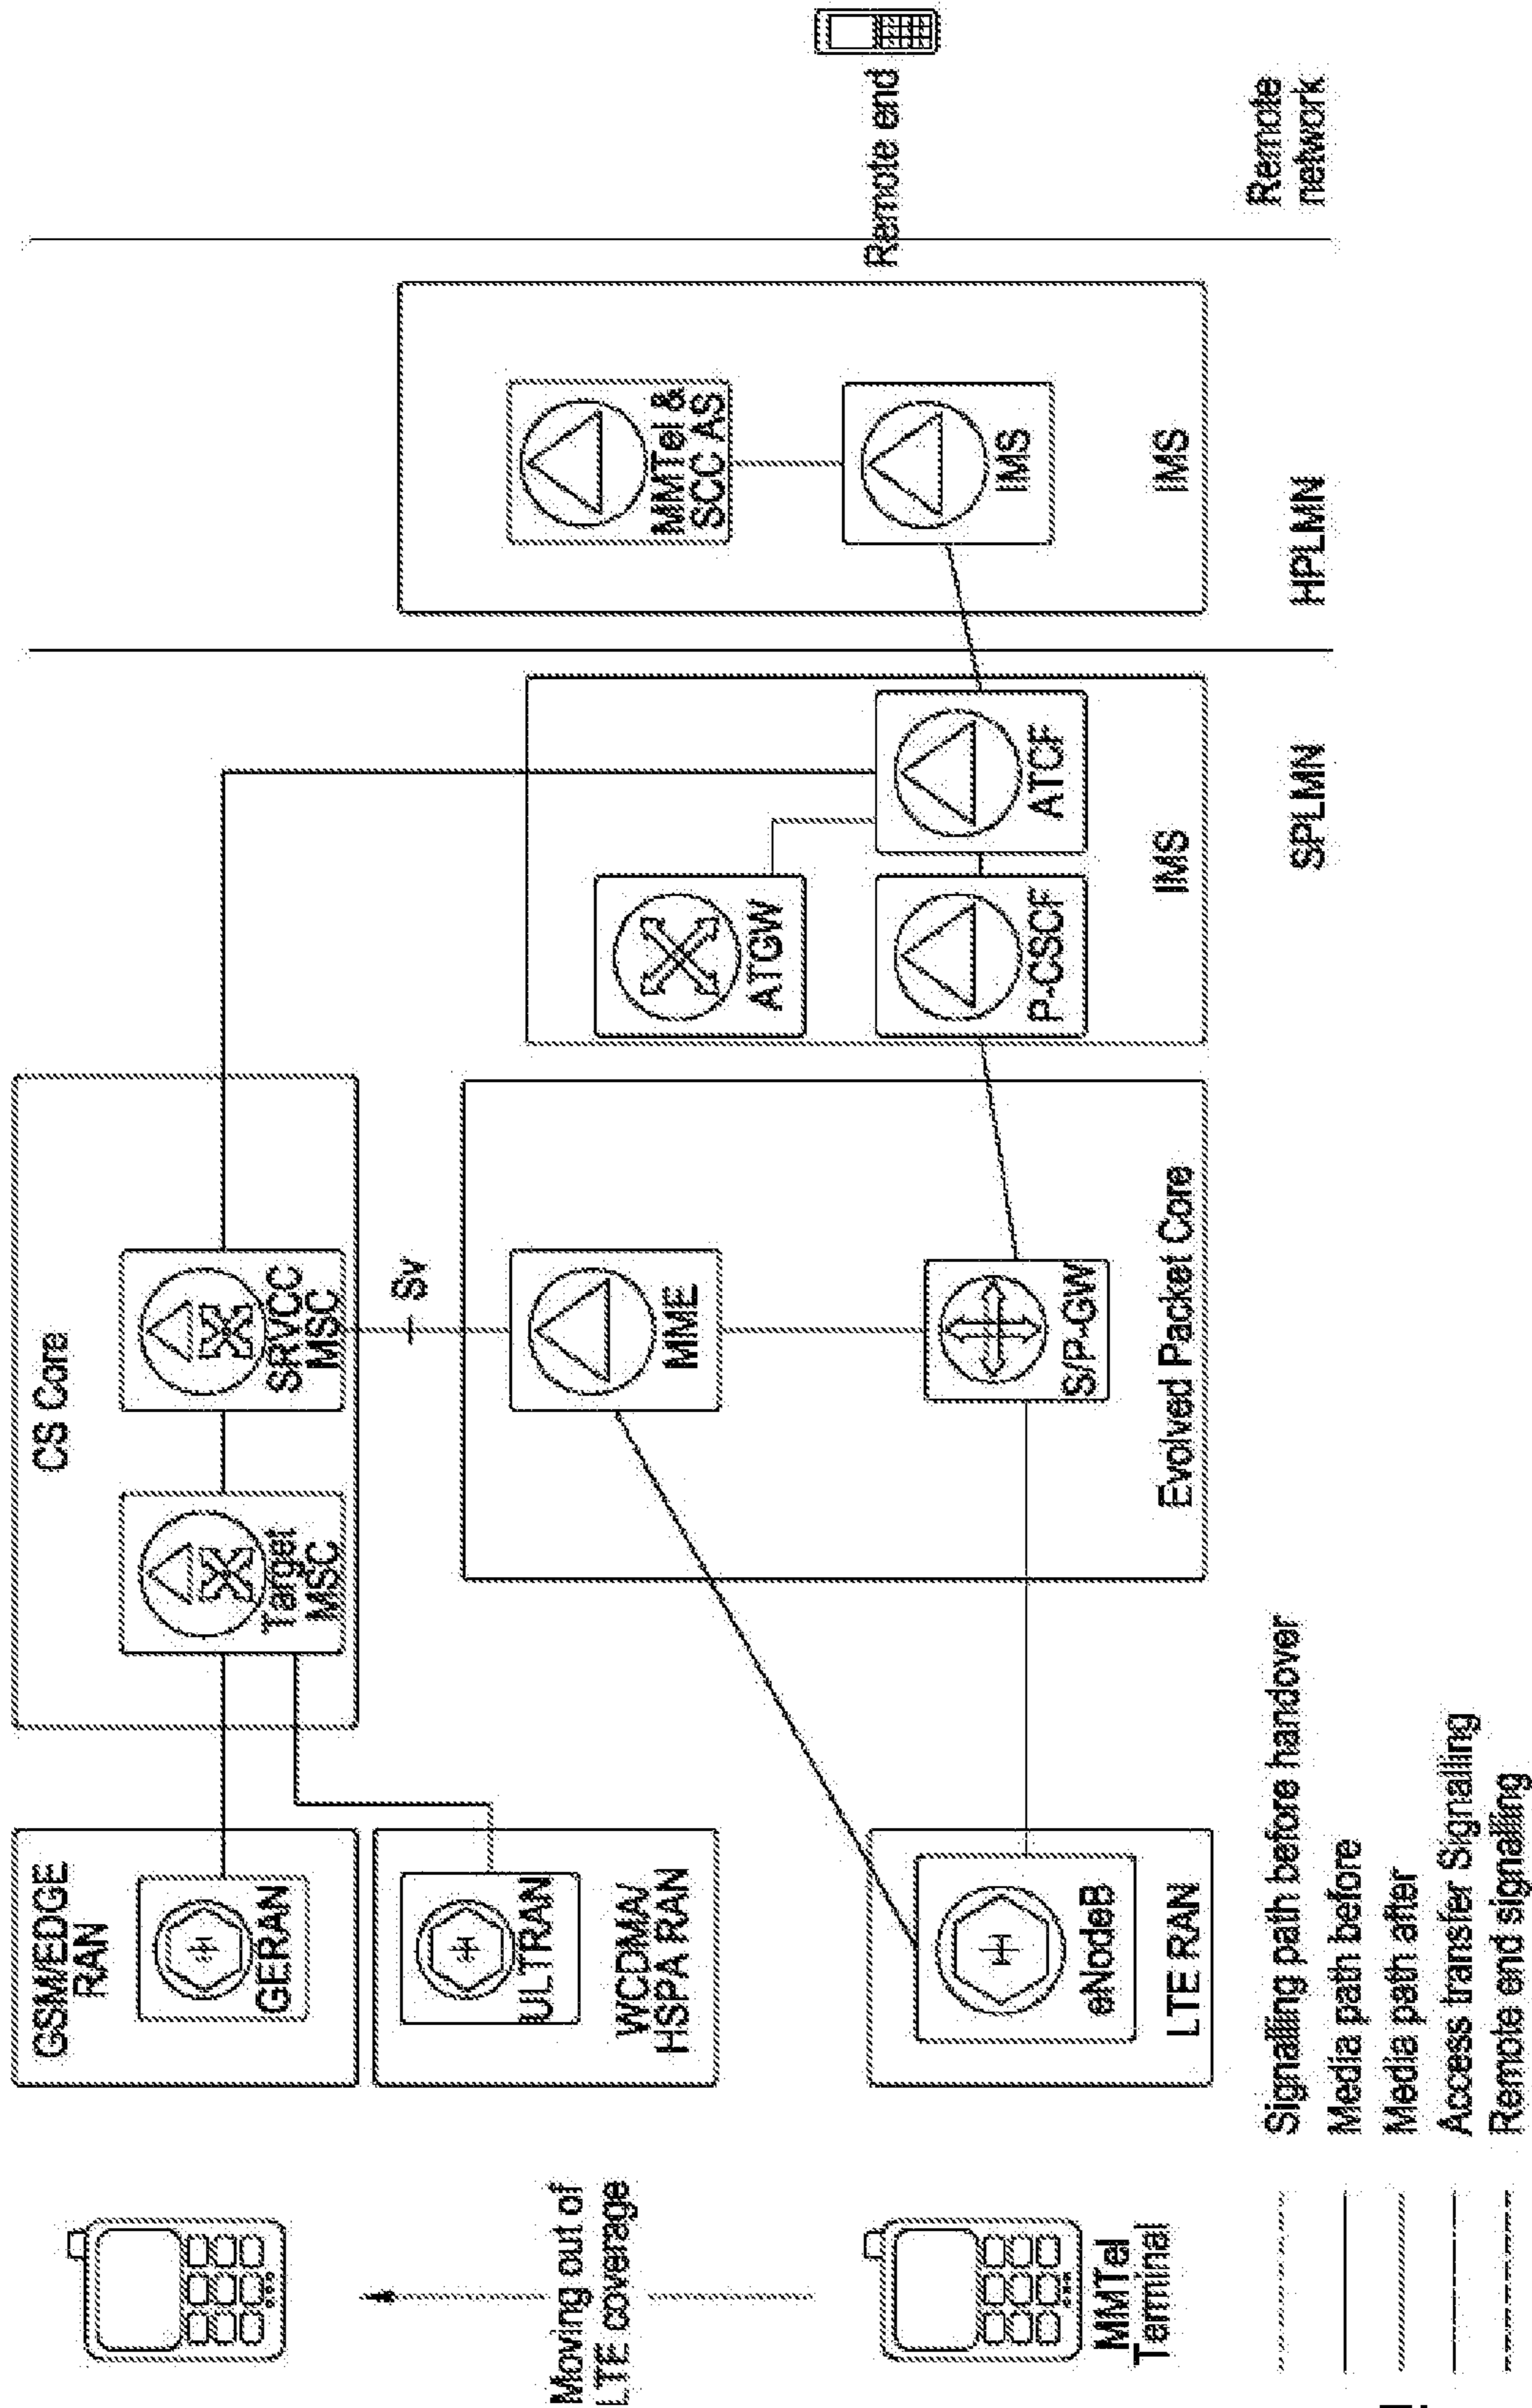 Moving out of
LTE coverage
MMTel
Terminal
GSM/EDGE
RAN
GERAN
ULTRAN
WCDMA/
HSPA RAN
eNodeB
LTE RAN
CS Core
Target
MSC
SRVCC
MSC
Sv
MME
S/P-GW
Evolved Packet Core
ATGW
P-CSCF
ATCF
IMS
SPLMN
MMTel &
SCC AS
IMS
IMS
HPLMN
Remote end
Remote
network
Signalling path before handover
Media path before
Media path after
Access transfer Signalling
Remote end signalling